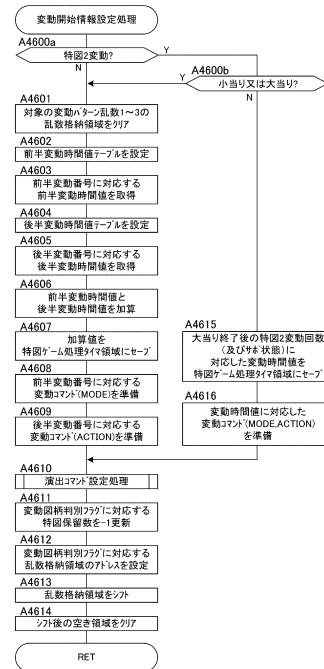 変動開始情報設定処理
A4600a
特図2変動?
Y
N
A4600b
小当り又は大当り?
Y
N
A4601
対象の変動パターン乱数1～3の
乱数格納領域をクリア
A4602
前半変動時間値テーブルを設定
A4603
前半変動番号に対応する
前半変動時間値を取得
A4604
後半変動時間値テーブルを設定
A4605
後半変動番号に対応する
後半変動時間値を取得
A4606
前半変動時間値と
後半変動時間値を加算
A4607
加算値を
特図ゲーム処理タイマ領域にセーブ
A4608
前半変動番号に対応する
変動コマンド(MODE)を準備
A4609
後半変動番号に対応する
変動コマンド(ACTION)を準備
A4615
大当り終了後の特図2変動回数
(及びサポ状態)に
対応した変動時間値を
特図ゲーム処理タイマ領域にセーブ
A4616
変動時間値に対応した
変動コマンド(MODE,ACTION)
を準備
A4610
演出コマンド設定処理
A4611
変動図柄判別フラグに対応する
特図保留数を-1更新
A4612
変動図柄判別フラグに対応する
乱数格納領域のアドレスを設定
A4613
乱数格納領域をシフト
A4614
シフト後の空き領域をクリア
RET